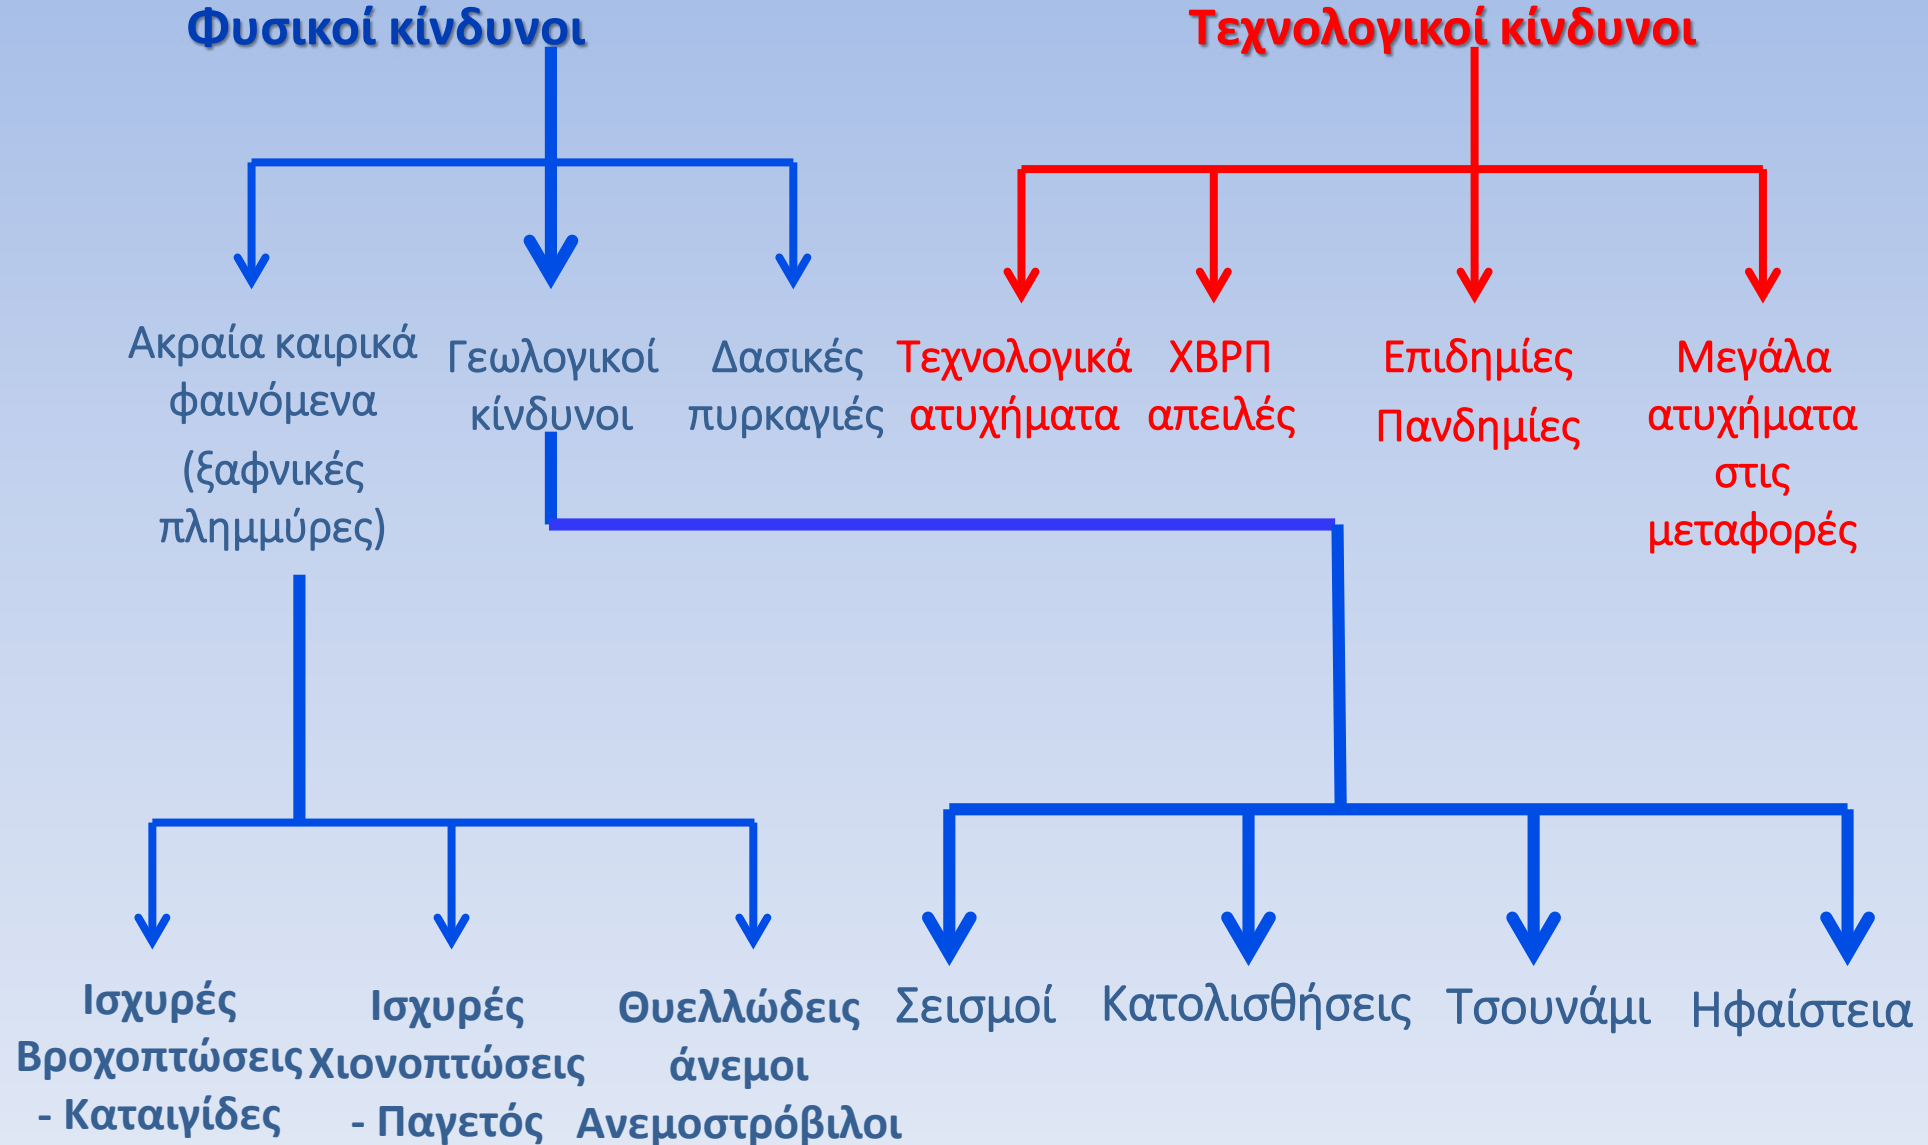 Φυσικοί κίνδυνοι
Τεχνολογικοί κίνδυνοι
Ακραία καιρικά
φαινόμενα
(ξαφνικές
πλημμύρες)
Γεωλογικοί
κίνδυνοι
Δασικές
πυρκαγιές
Τεχνολογικά
ατυχήματα
ΧΒΡΠ
απειλές
Επιδημίες
Πανδημίες
Μεγάλα
ατυχήματα
στις
μεταφορές
Ισχυρές
Βροχοπτώσεις
- Καταιγίδες
Ισχυρές
Χιονοπτώσεις
- Παγετός
Θυελλώδεις
άνεμοι
Ανεμοστρόβιλοι
Σεισμοί
Κατολισθήσεις
Τσουνάμι
Ηφαίστεια